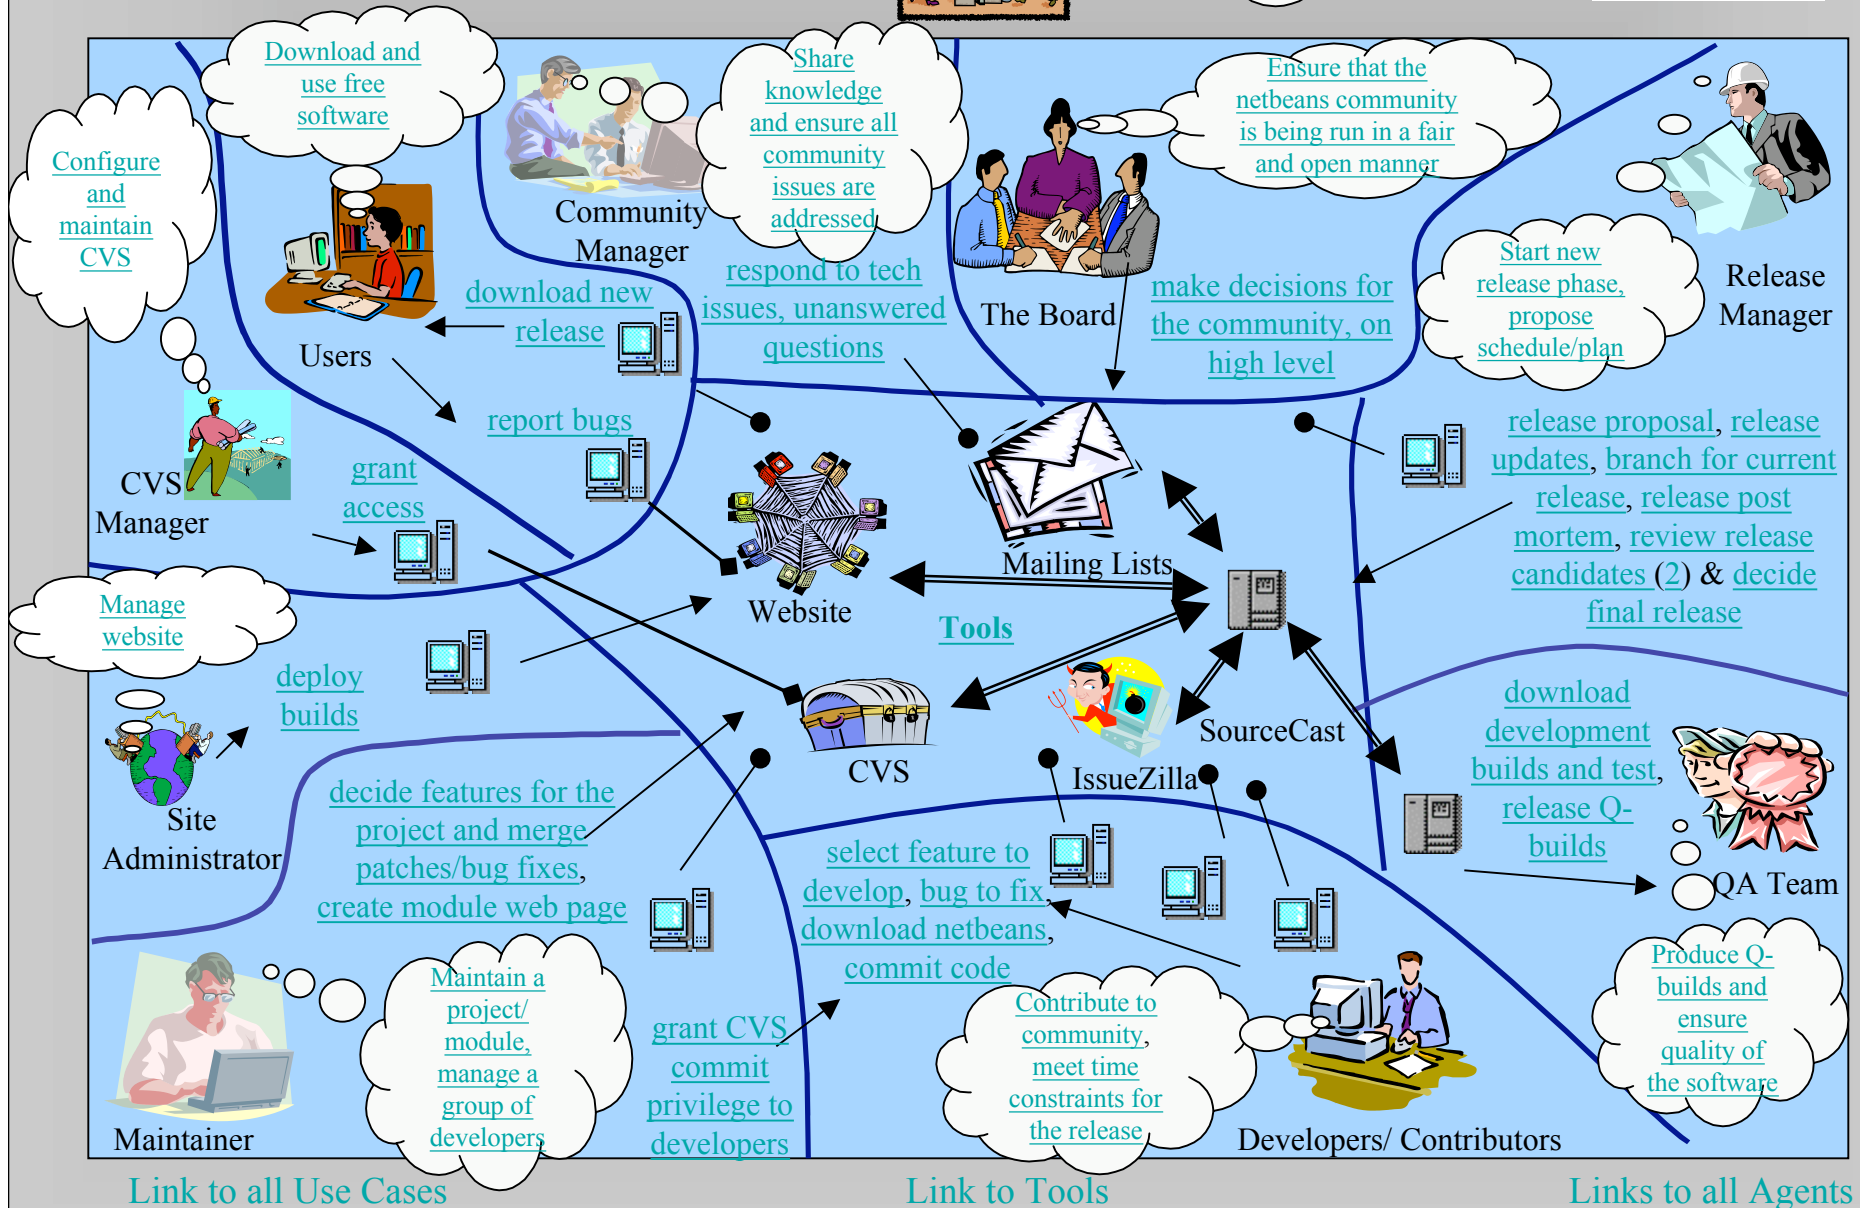 Download and
use free
software
Share
knowledge
and ensure all
community
issues are
addressed
Ensure that the
netbeans community
is being run in a fair
and open manner
Configure
and
maintain
CVS
Community
Manager
Start new
release phase,
propose
schedule/plan
Release
Manager
Users
download new
release
respond to tech
issues, unanswered
questions
The Board
make decisions for
the community, on
high level
report bugs
CVS
Manager
grant
access
release proposal, release
updates, branch for current
release, release post
mortem, review release
candidates (2) & decide
final release
Mailing Lists
Website
Tools
Manage
website
deploy
builds
Site
Administrator
CVS
IssueZilla
SourceCast
download
development
builds and test,
release Q-
builds
QA Team
decide features for the
project and merge
patches/bug fixes,
create module web page
select feature to
develop, bug to fix,
download netbeans,
commit code
Maintainer
Maintain a
project/
module,
manage a
group of
developers
grant CVS
commit
privilege to
developers
Contribute to
community,
meet time
constraints for
the release
Developers/ Contributors
Produce Q-
builds and
ensure
quality of
the software
Link to all Use Cases
Link to Tools
Links to all Agents